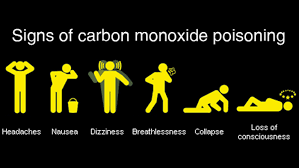 Signs of carbon monoxide poisoning
Headaches Nausea Dizziness Breathlessness Collapse Loss of
consciousness